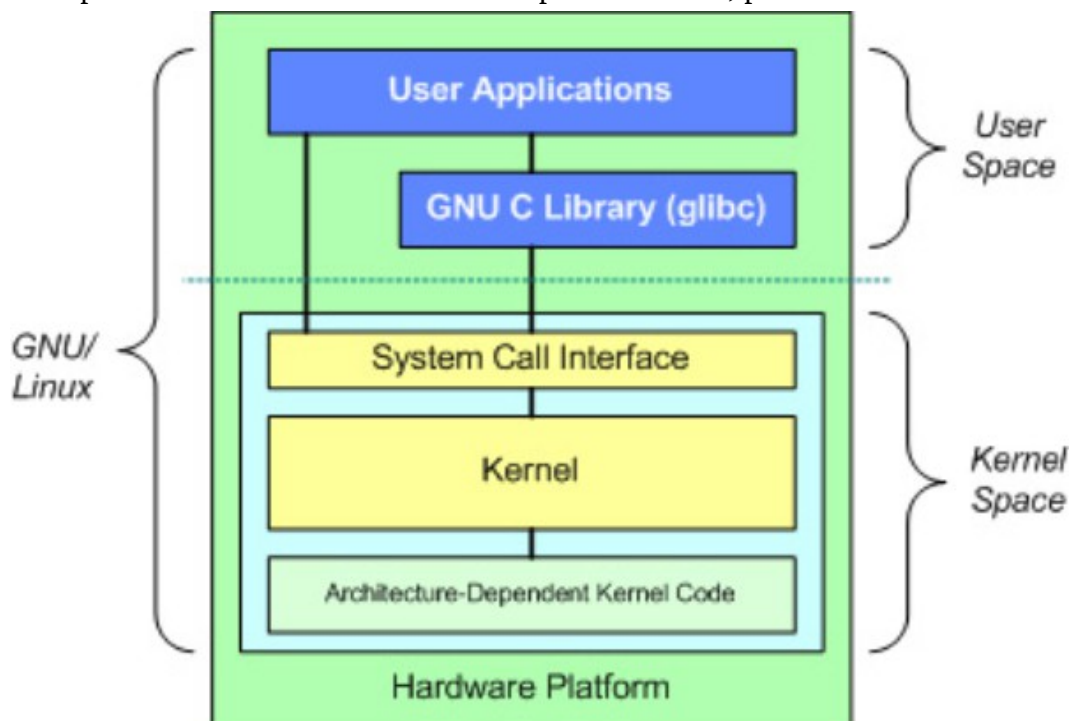 User Applications
User
Space
GNU C Library (glibc)
GNU/
Linux
System Call Interface
Kernel
Kernel
Space
Architecture-Dependent Kernel Code
Hardware Platform